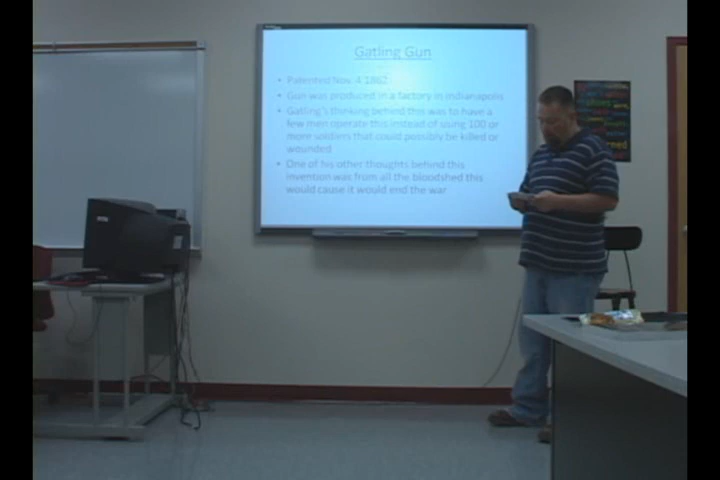 Gatling Gun
• Patented Nov. 4 1862
• Gun was produced in a factory in Indianapolis
• Gatling's thinking behind this was to have a
few men operate this instead of using 100 or
more soldiers that could possibly be killed or
wounded
• One of his other thoughts behind this
invention was from all the bloodshed this
would cause it would end the war